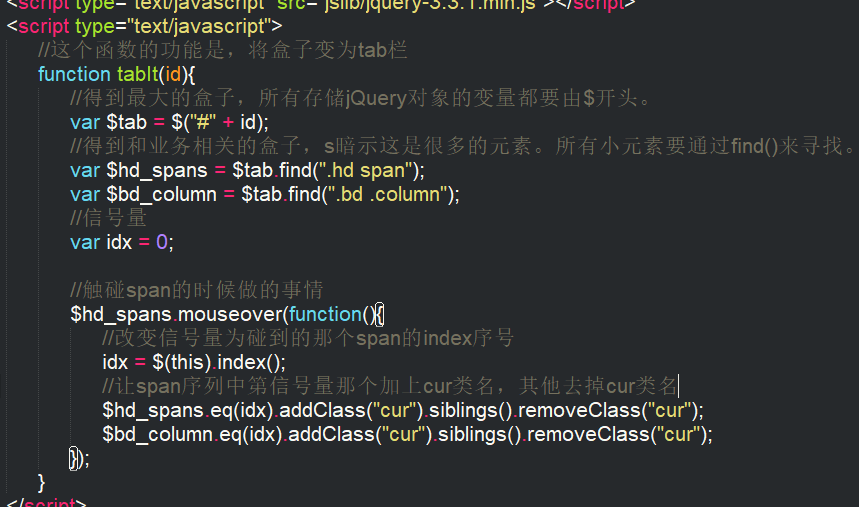 <script type="text/javascript" src="jslib/jquery-3.3.1.min.js"></script>
<script type="text/javascript">
//这个函数的功能是，将盒子变为tab栏
function tabIt(id){
//得到最大的盒子，所有存储jQuery对象的变量都要由$开头。
var $tab = $("#" + id);
//得到和业务相关的盒子，s暗示这是很多的元素。所有小元素要通过find()来寻找。
var $hd_spans = $tab.find(".hd span");
var $bd_column = $tab.find(".bd .column");
//信号量
var idx = 0;
//触碰span的时候做的事情
$hd_spans.mouseover(function(){
//改变信号量为碰到的那个span的index序号
idx = $(this).index();
//让span序列中第信号量那个加上cur类名，其他去掉cur类名
$hd_spans.eq(idx).addClass("cur").siblings().removeClass("cur");
$bd_column.eq(idx).addClass("cur").siblings().removeClass("cur");
});
}
</script>